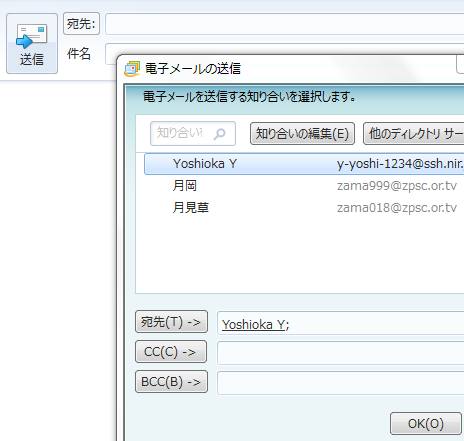 宛先:
送信
件名
電子メールの送信
電子メールを送信する知り合いを選択します。
知り合い
知り合いの編集(E)
他のディレクトリ サー
Yoshioka Y y-yoshi-1234@ssh.nir.
月岡 zama999@zpsc.or.tv
月見草 zama018@zpsc.or.tv
宛先(T) ->
Yoshioka Y;
CC(C) ->
BCC(B) ->
OK(O)